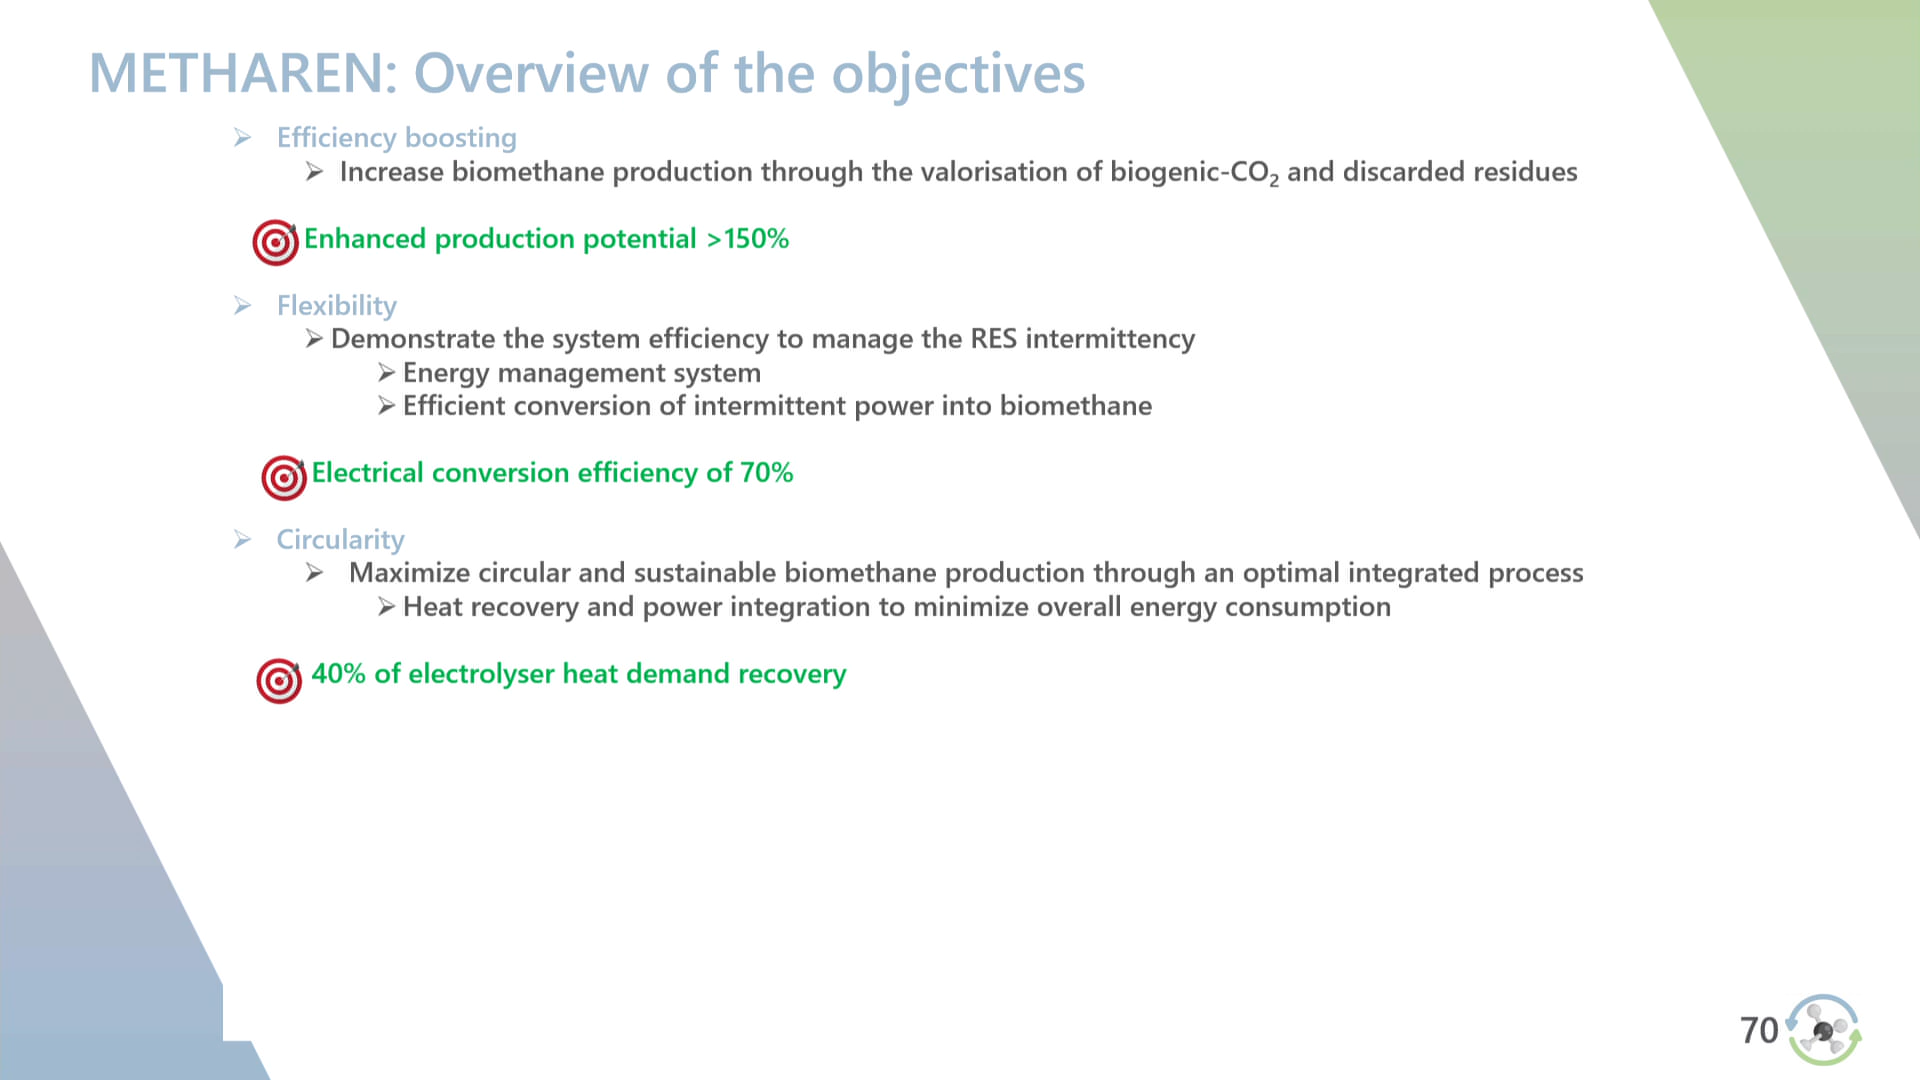 METHAREN: Overview of the objectives
Efficiency boosting
Increase biomethane production through the valorisation of biogenic-CO₂ and discarded residues
Enhanced production potential >150%
Flexibility
Demonstrate the system efficiency to manage the RES intermittency
Energy management system
Efficient conversion of intermittent power into biomethane
Electrical conversion efficiency of 70%
Circularity
Maximize circular and sustainable biomethane production through an optimal integrated process
Heat recovery and power integration to minimize overall energy consumption
40% of electrolyser heat demand recovery
70